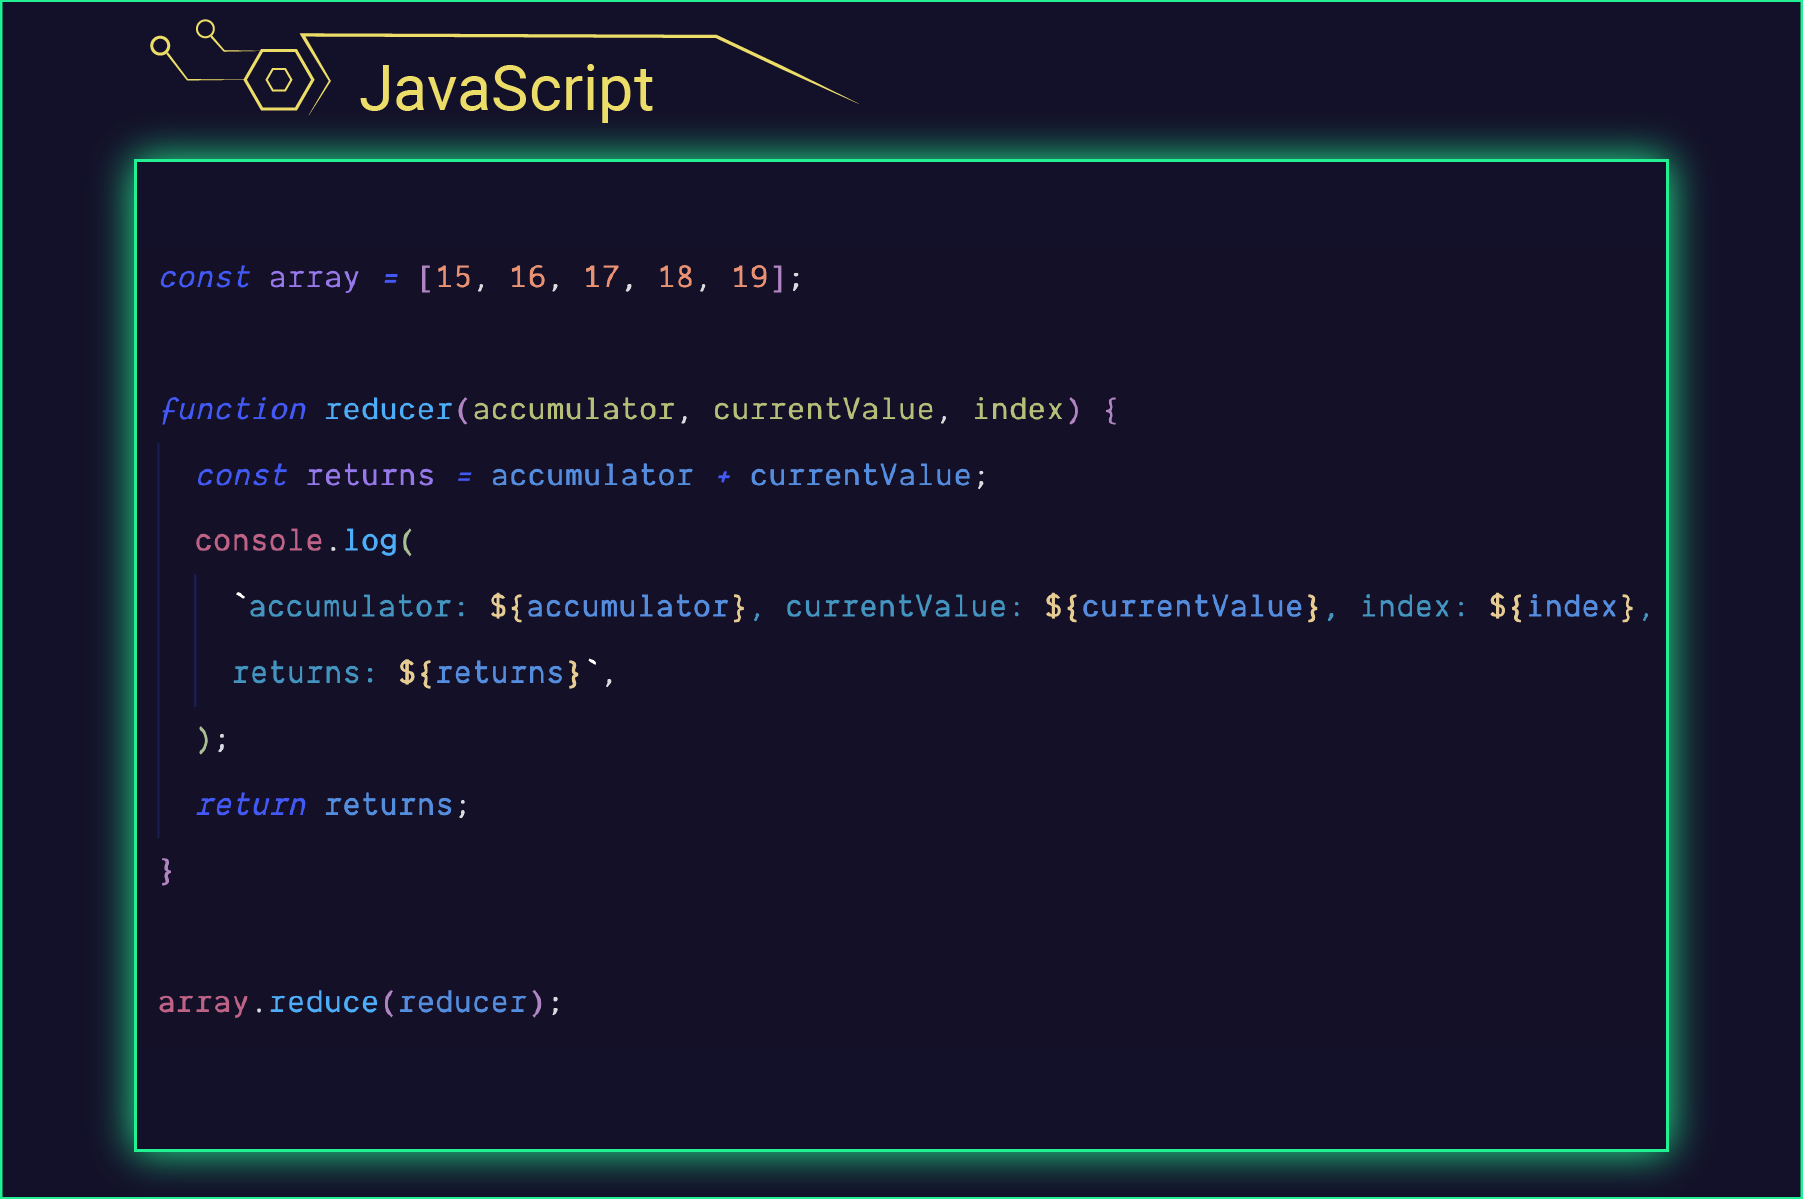 JavaScript
const array = [15, 16, 17, 18, 19];
function reducer(accumulator, currentValue, index) {
const returns = accumulator + currentValue;
console.log(
`accumulator: ${accumulator}, currentValue: ${currentValue}, index: ${index},
returns: ${returns}`,
);
return returns;
}
array.reduce(reducer);